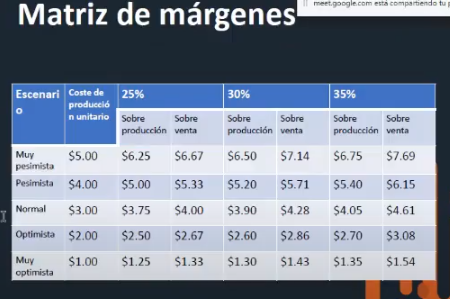 Matriz de márgenes
meet.google.com está compartiendo tu p
Escenari
o
Coste de
producció
n unitario
25% 30% 35%
Sobre
producción
Sobre
venta
Sobre
producción
Sobre
venta
Sobre
producción
Sobre
venta
Muy
pesimista
$5.00 $6.25 $6.67 $6.50 $7.14 $6.75 $7.69
Pesimista $4.00 $5.00 $5.33 $5.20 $5.71 $5.40 $6.15
Normal $3.00 $3.75 $4.00 $3.90 $4.28 $4.05 $4.61
Optimista $2.00 $2.50 $2.67 $2.60 $2.86 $2.70 $3.08
Muy
optimista
$1.00 $1.25 $1.33 $1.30 $1.43 $1.35 $1.54